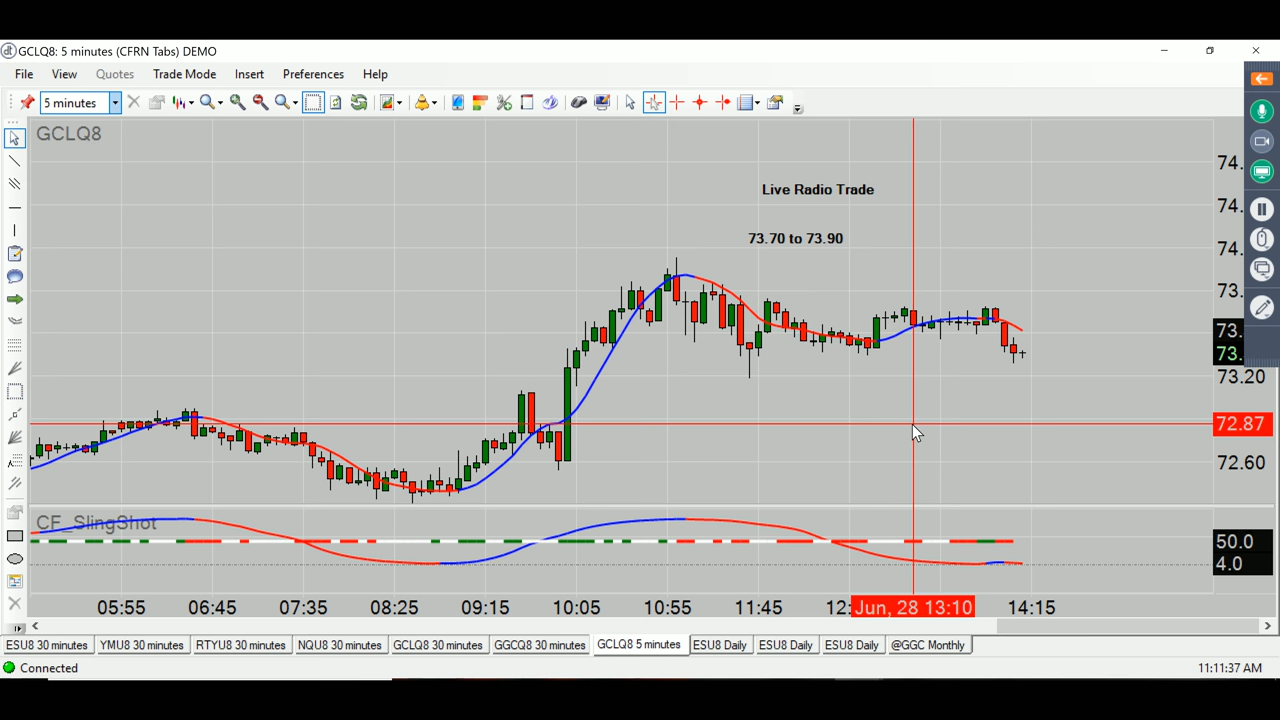 GCLQ8: 5 minutes (CFRN Tabs) DEMO
File View Quotes Trade Mode Insert Preferences Help
5 minutes
GCLQ8
74.
Live Radio Trade
74.
73.70 to 73.90
74.
73.
73.
73.
73.20
72.87
72.60
CF_SlingShot
50.0
4.0
05:55 06:45 07:35 08:25 09:15 10:05 10:55 11:45 12: Jun, 28 13:10 14:15
ESU8 30 minutes YMU8 30 minutes RTYU8 30 minutes NQU8 30 minutes GCLQ8 30 minutes GGCQ8 30 minutes GCLQ8 5 minutes ESU8 Daily ESU8 Daily ESU8 Daily @GGC Monthly
Connected 11:11:37 AM